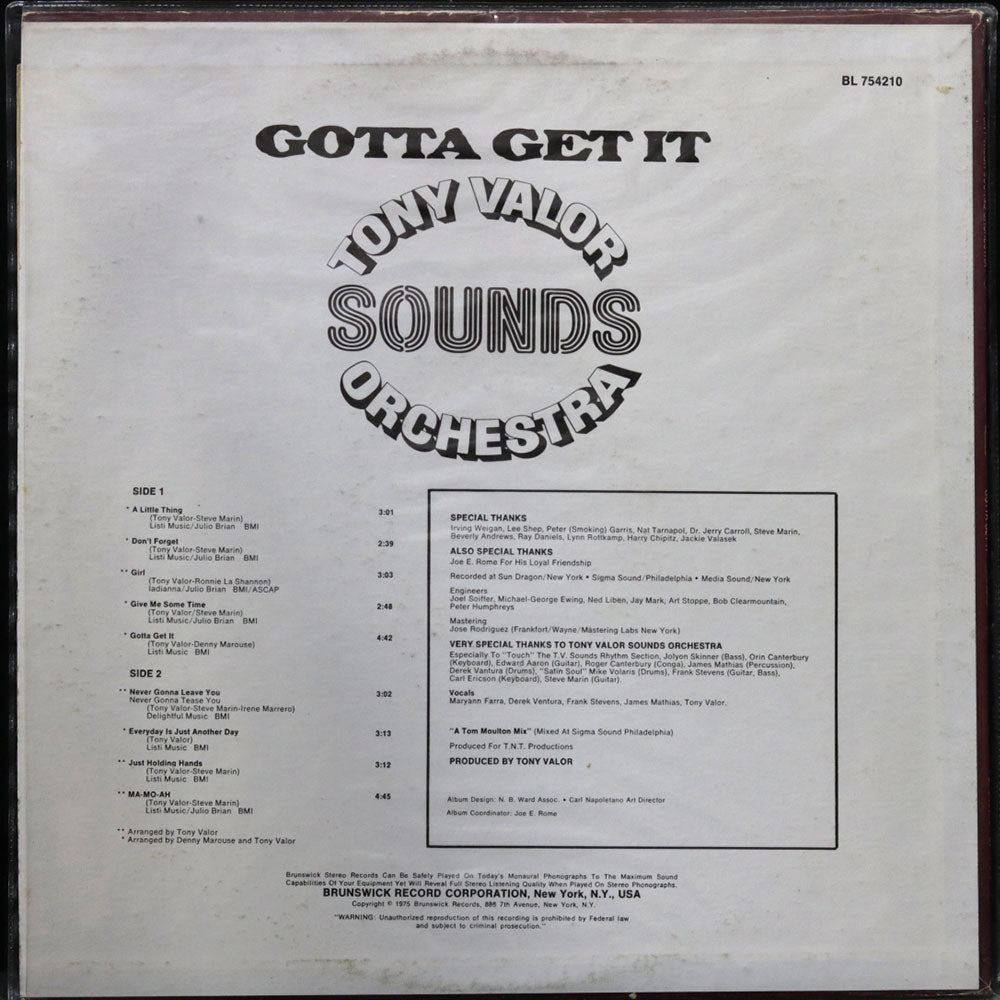 BL 754210
GOTTA GET IT
TONY VALOR
SOUNDS
ORCHESTRA
SIDE 1
* A Little Thing 3:01
(Tony Valor-Steve Marin)
Listi Music/Julio Brian BMI
* Don't Forget 2:39
(Tony Valor-Steve Marin)
Listi Music/Julio Brian BMI
** Girl 3:03
(Tony Valor-Ronnie La Shannon)
Iadianna/Julio Brian BMI/ASCAP
* Give Me Some Time 2:48
(Tony Valor/Steve Marin)
Listi Music/Julio Brian BMI
* Gotta Get It 4:42
(Tony Valor-Denny Marouse)
Listi Music BMI
SIDE 2
** Never Gonna Leave You 3:02
Never Gonna Tease You
(Tony Valor-Steve Marin-Irene Marrero)
Delightful Music BMI
* Everyday Is Just Another Day 3:13
(Tony Valor)
Listi Music BMI
** Just Holding Hands 3:12
(Tony Valor-Steve Marin)
Listi Music BMI
** MA-MO-AH 4:45
(Tony Valor-Steve Marin)
Listi Music/Julio Brian BMI
** Arranged by Tony Valor
* Arranged by Denny Marouse and Tony Valor
SPECIAL THANKS
Irving Weigan, Lee Shep, Peter (Smoking) Garris, Nat Tarnapol, Dr. Jerry Carroll, Steve Marin,
Beverly Andrews, Ray Daniels, Lynn Rottkamp, Harry Chipitz, Jackie Valasek
ALSO SPECIAL THANKS
Joe E. Rome For His Loyal Friendship
Recorded at Sun Dragon/New York • Sigma Sound/Philadelphia • Media Sound/New York
Engineers
Joel Soiffer, Michael-George Ewing, Ned Liben, Jay Mark, Art Stoppe, Bob Clearmountain,
Peter Humphreys
Mastering
Jose Rodriguez (Frankfort/Wayne/Mastering Labs New York)
VERY SPECIAL THANKS TO TONY VALOR SOUNDS ORCHESTRA
Especially To "Touch" The T.V. Sounds Rhythm Section, Jolyon Skinner (Bass), Orin Canterbury
(Keyboard), Edward Aaron (Guitar), Roger Canterbury (Conga), James Mathias (Percussion),
Derek Vantura (Drums), "Satin Soul" Mike Volaris (Drums), Frank Stevens (Guitar, Bass),
Carl Ericson (Keyboard), Steve Marin (Guitar).
Vocals
Maryann Farra, Derek Ventura, Frank Stevens, James Mathias, Tony Valor.
"A Tom Moulton Mix" (Mixed At Sigma Sound Philadelphia)
Produced For T.N.T. Productions
PRODUCED BY TONY VALOR
Album Design: N. B. Ward Assoc. • Carl Napoletano Art Director
Album Coordinator: Joe E. Rome
Brunswick Stereo Records Can Be Safely Played On Today's Monaural Phonographs To The Maximum Sound
Capabilities Of Your Equipment Yet Will Reveal Full Stereo Listening Quality When Played On Stereo Phonographs.
BRUNSWICK RECORD CORPORATION, New York, N.Y., USA
Copyright © 1975 Brunswick Records, 888 7th Avenue, New York, N.Y.
"WARNING: Unauthorized reproduction of this recording is prohibited by Federal law
and subject to criminal prosecution."